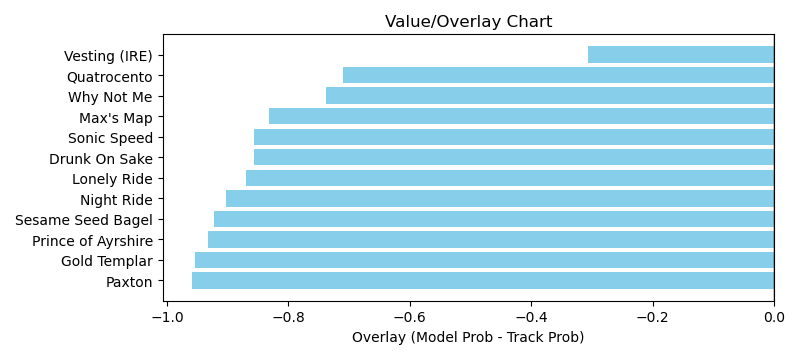 Value/Overlay Chart
Vesting (IRE)
Quatrocento
Why Not Me
Max's Map
Sonic Speed
Drunk On Sake
Lonely Ride
Night Ride
Sesame Seed Bagel
Prince of Ayrshire
Gold Templar
Paxton
−1.0 −0.8 −0.6 −0.4 −0.2 0.0
Overlay (Model Prob - Track Prob)